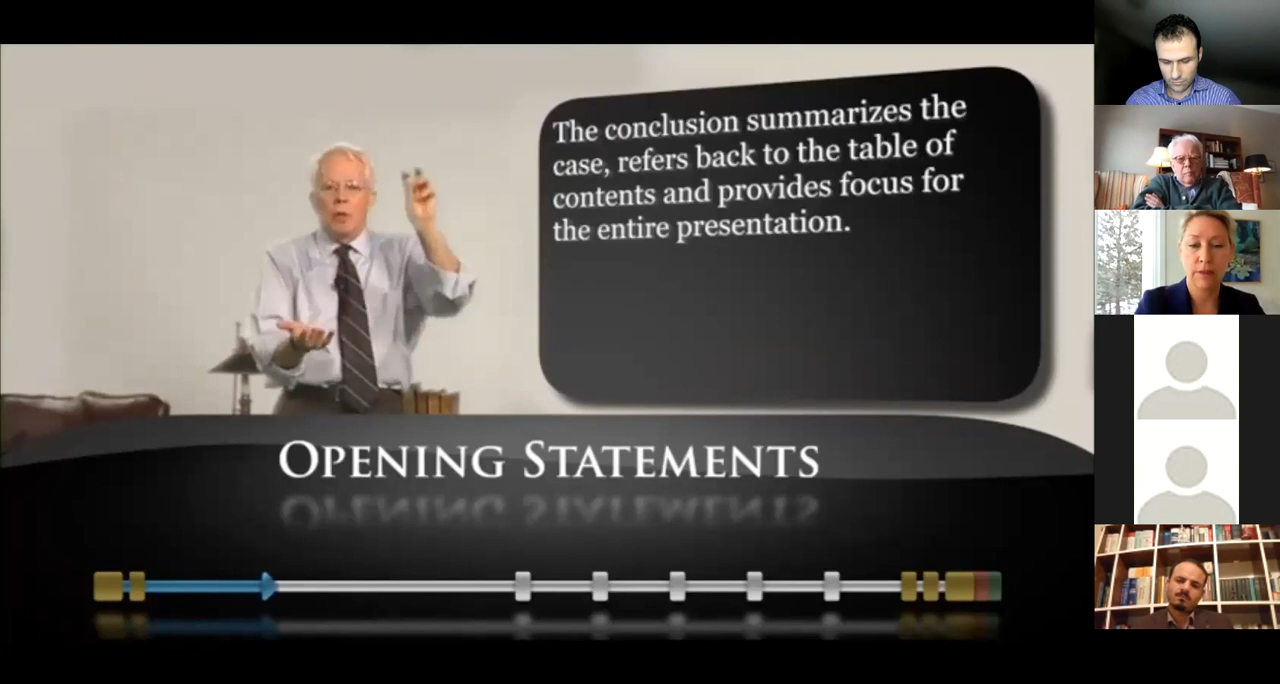 The conclusion summarizes the
case, refers back to the table of
contents and provides focus for
the entire presentation.
OPENING STATEMENTS